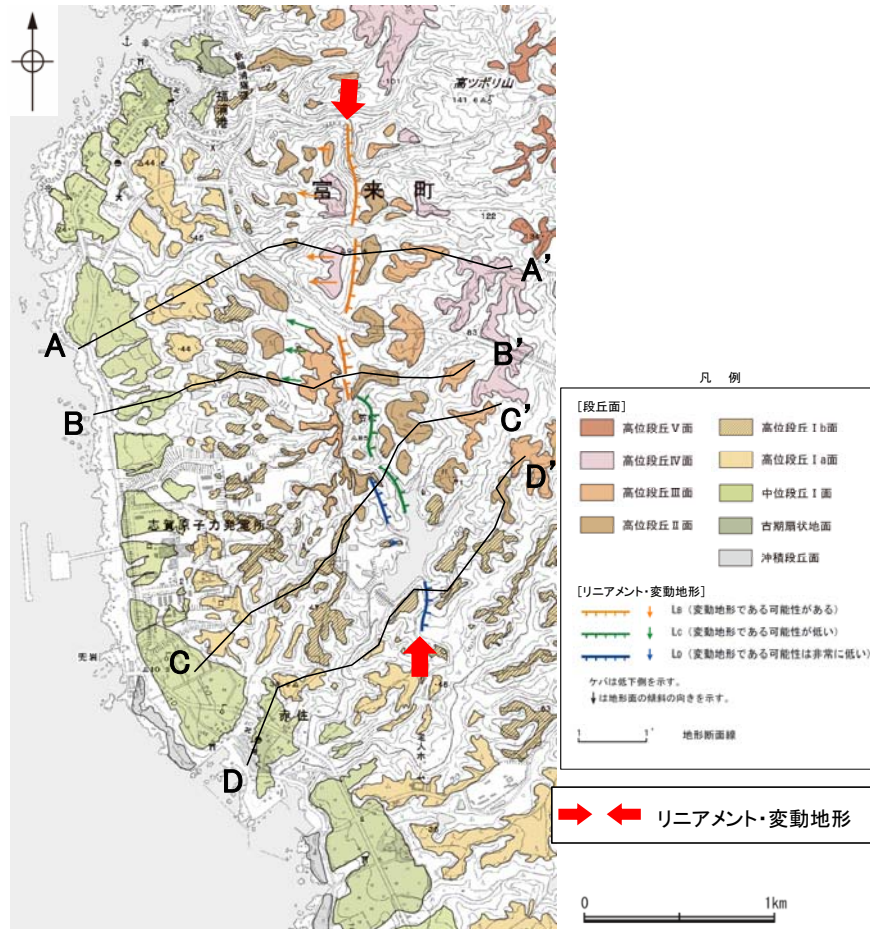 高ツボリ山
福浦港
富来町
A
A'
B
B'
C
C'
D
D'
志賀原子力発電所
赤住
凡 例
[段丘面]
高位段丘Ⅴ面
高位段丘Ⅳ面
高位段丘Ⅲ面
高位段丘Ⅱ面
高位段丘Ⅰb面
高位段丘Ⅰa面
中位段丘Ⅰ面
古期扇状地面
沖積段丘面
[リニアメント・変動地形]
LB (変動地形である可能性がある)
LC (変動地形である可能性が低い)
LD (変動地形である可能性は非常に低い)
ケバは低下側を示す。
↓は地形面の傾斜の向きを示す。
1 1' 地形断面線
リニアメント・変動地形
0 1km